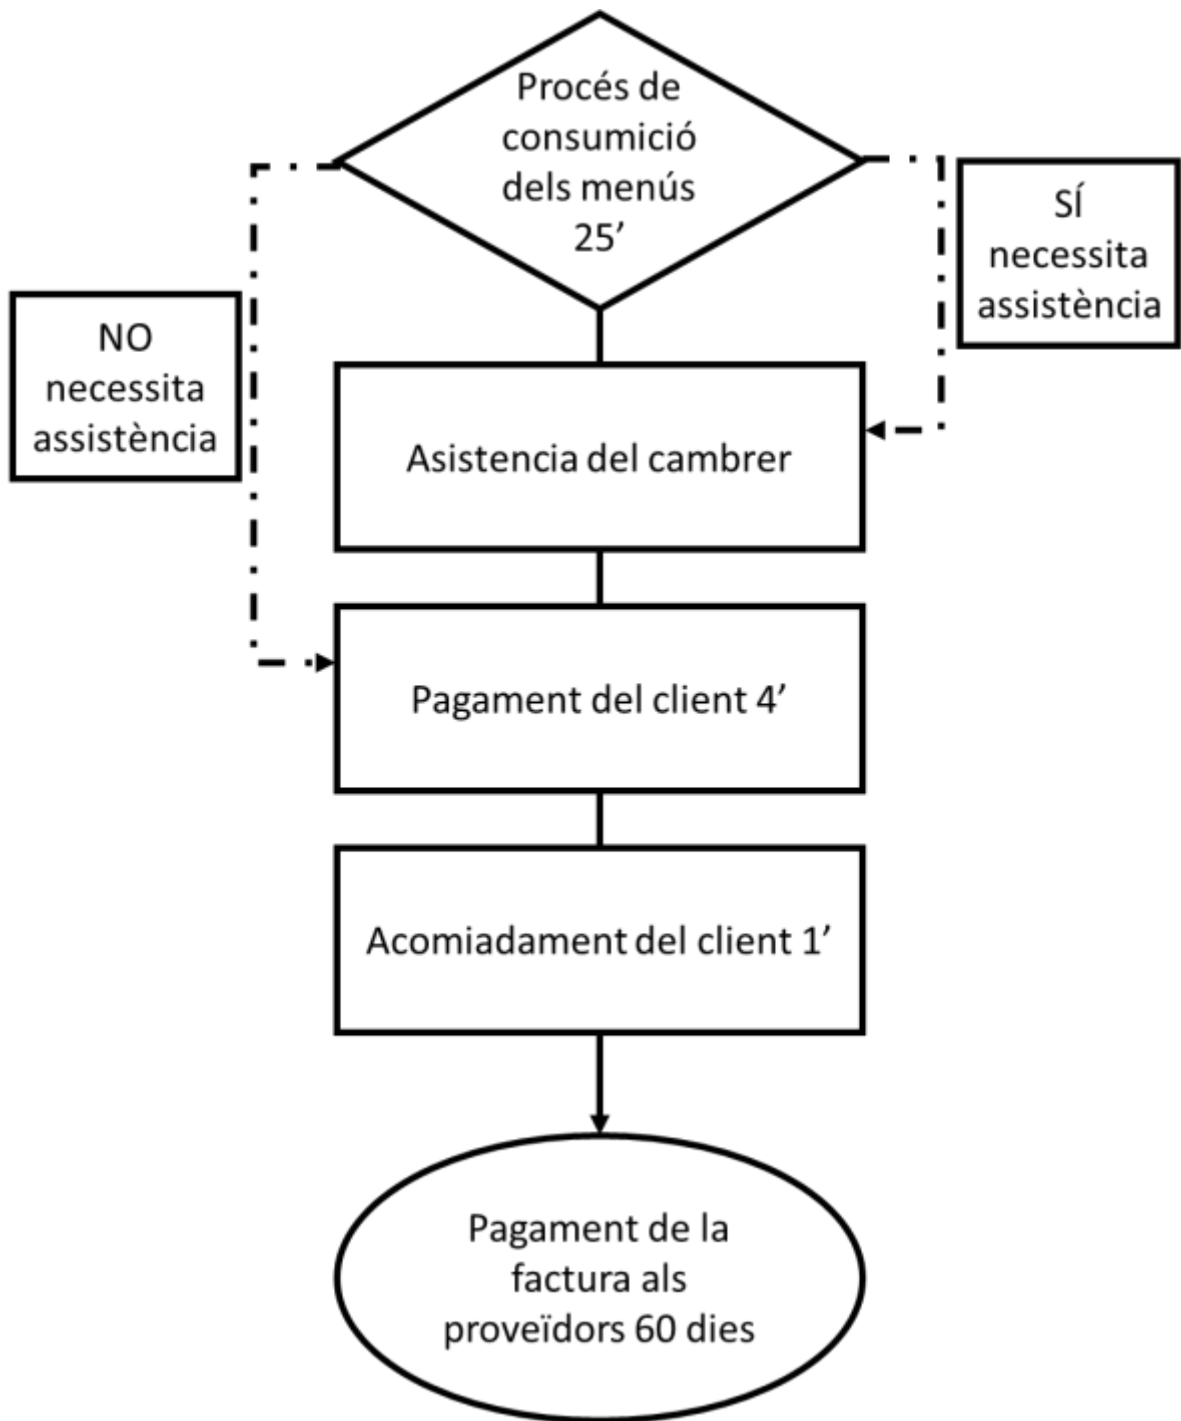 Procés de
consumició
dels menús
25’
SÍ
necessita
assistència
NO
necessita
assistència
Asistencia del cambrer
Pagament del client 4’
Acomiadament del client 1’
Pagament de la
factura als
proveïdors 60 dies